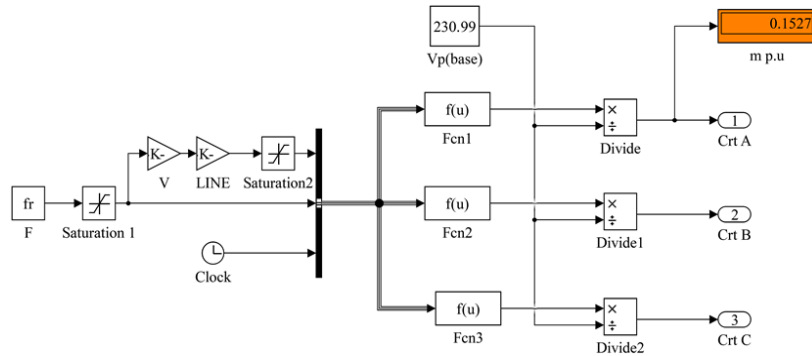 230.99
Vp(base)
0.1527
m p.u
f(u)
Fcn1
×
÷
Divide
1
Crt A
K-
V
K-
LINE
Saturation2
fr
F
Saturation 1
f(u)
Fcn2
×
÷
Divide1
2
Crt B
Clock
f(u)
Fcn3
×
÷
Divide2
3
Crt C